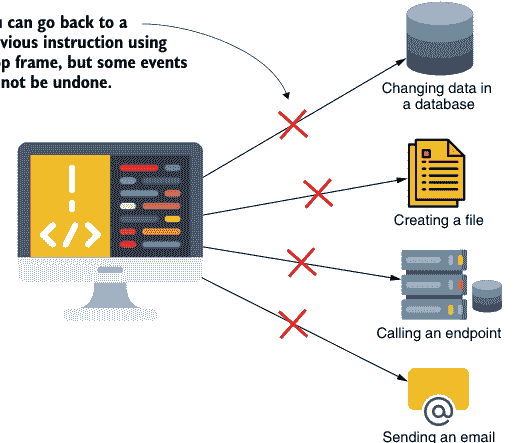 can go back to a
instruction using
frame, but some events
not be undone.
Changing data in
a database
Creating a file
Calling an endpoint
Sending an email